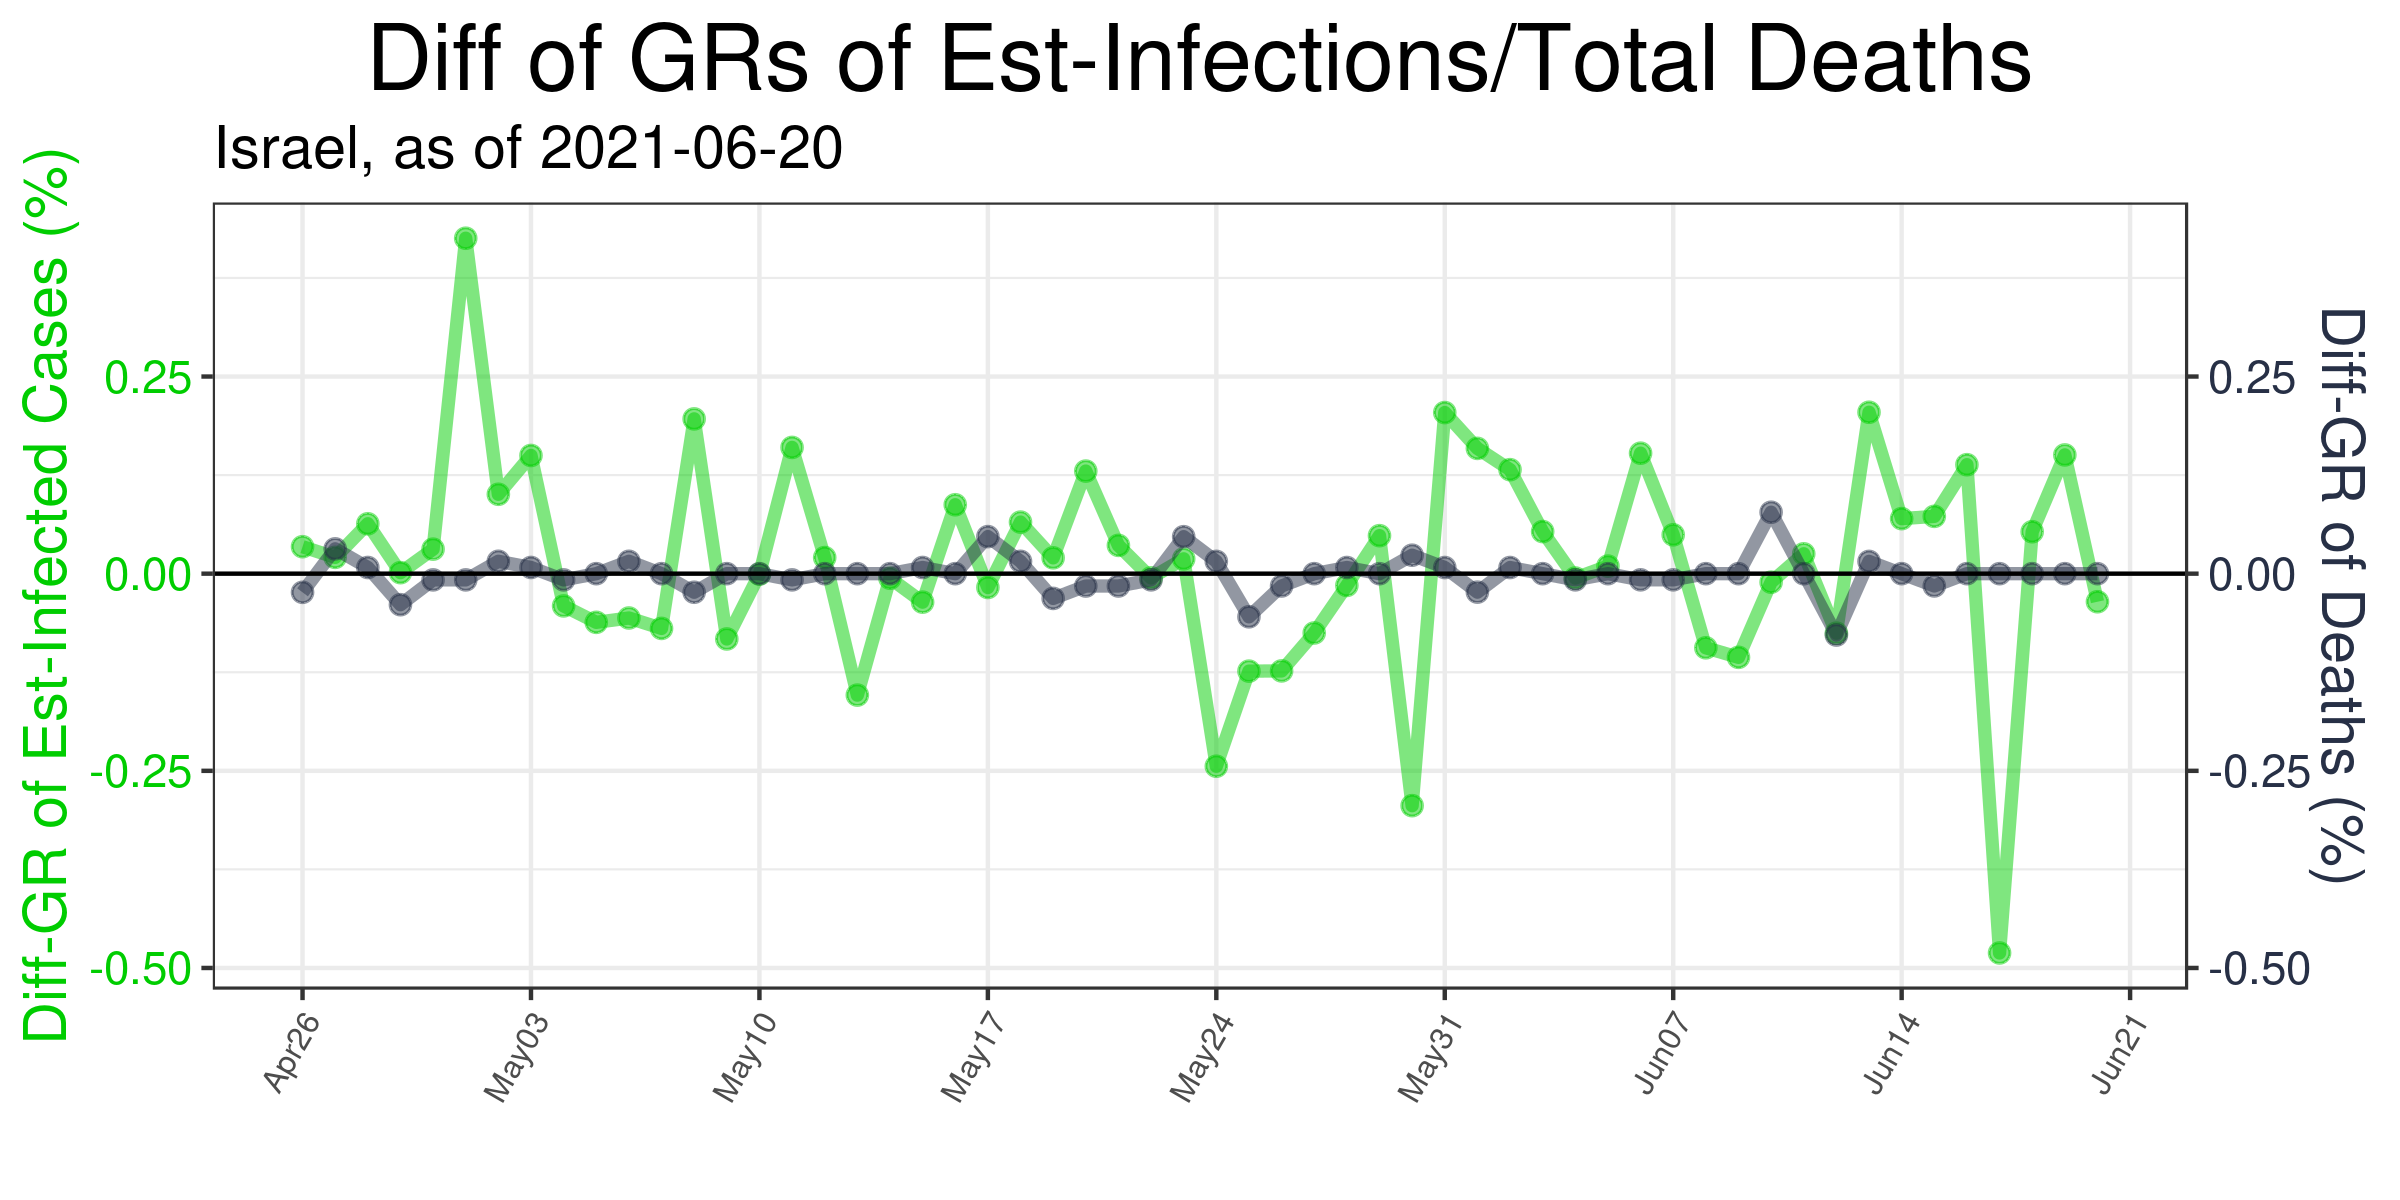 Diff of GRs of Est-Infections/Total Deaths
Israel, as of 2021-06-20
Diff-GR of Est-Infected Cases (%)
0.25
0.00
-0.25
-0.50
0.25
0.00
-0.25
-0.50
Diff-GR of Deaths (%)
Apr26
May03
May10
May17
May24
May31
Jun07
Jun14
Jun21